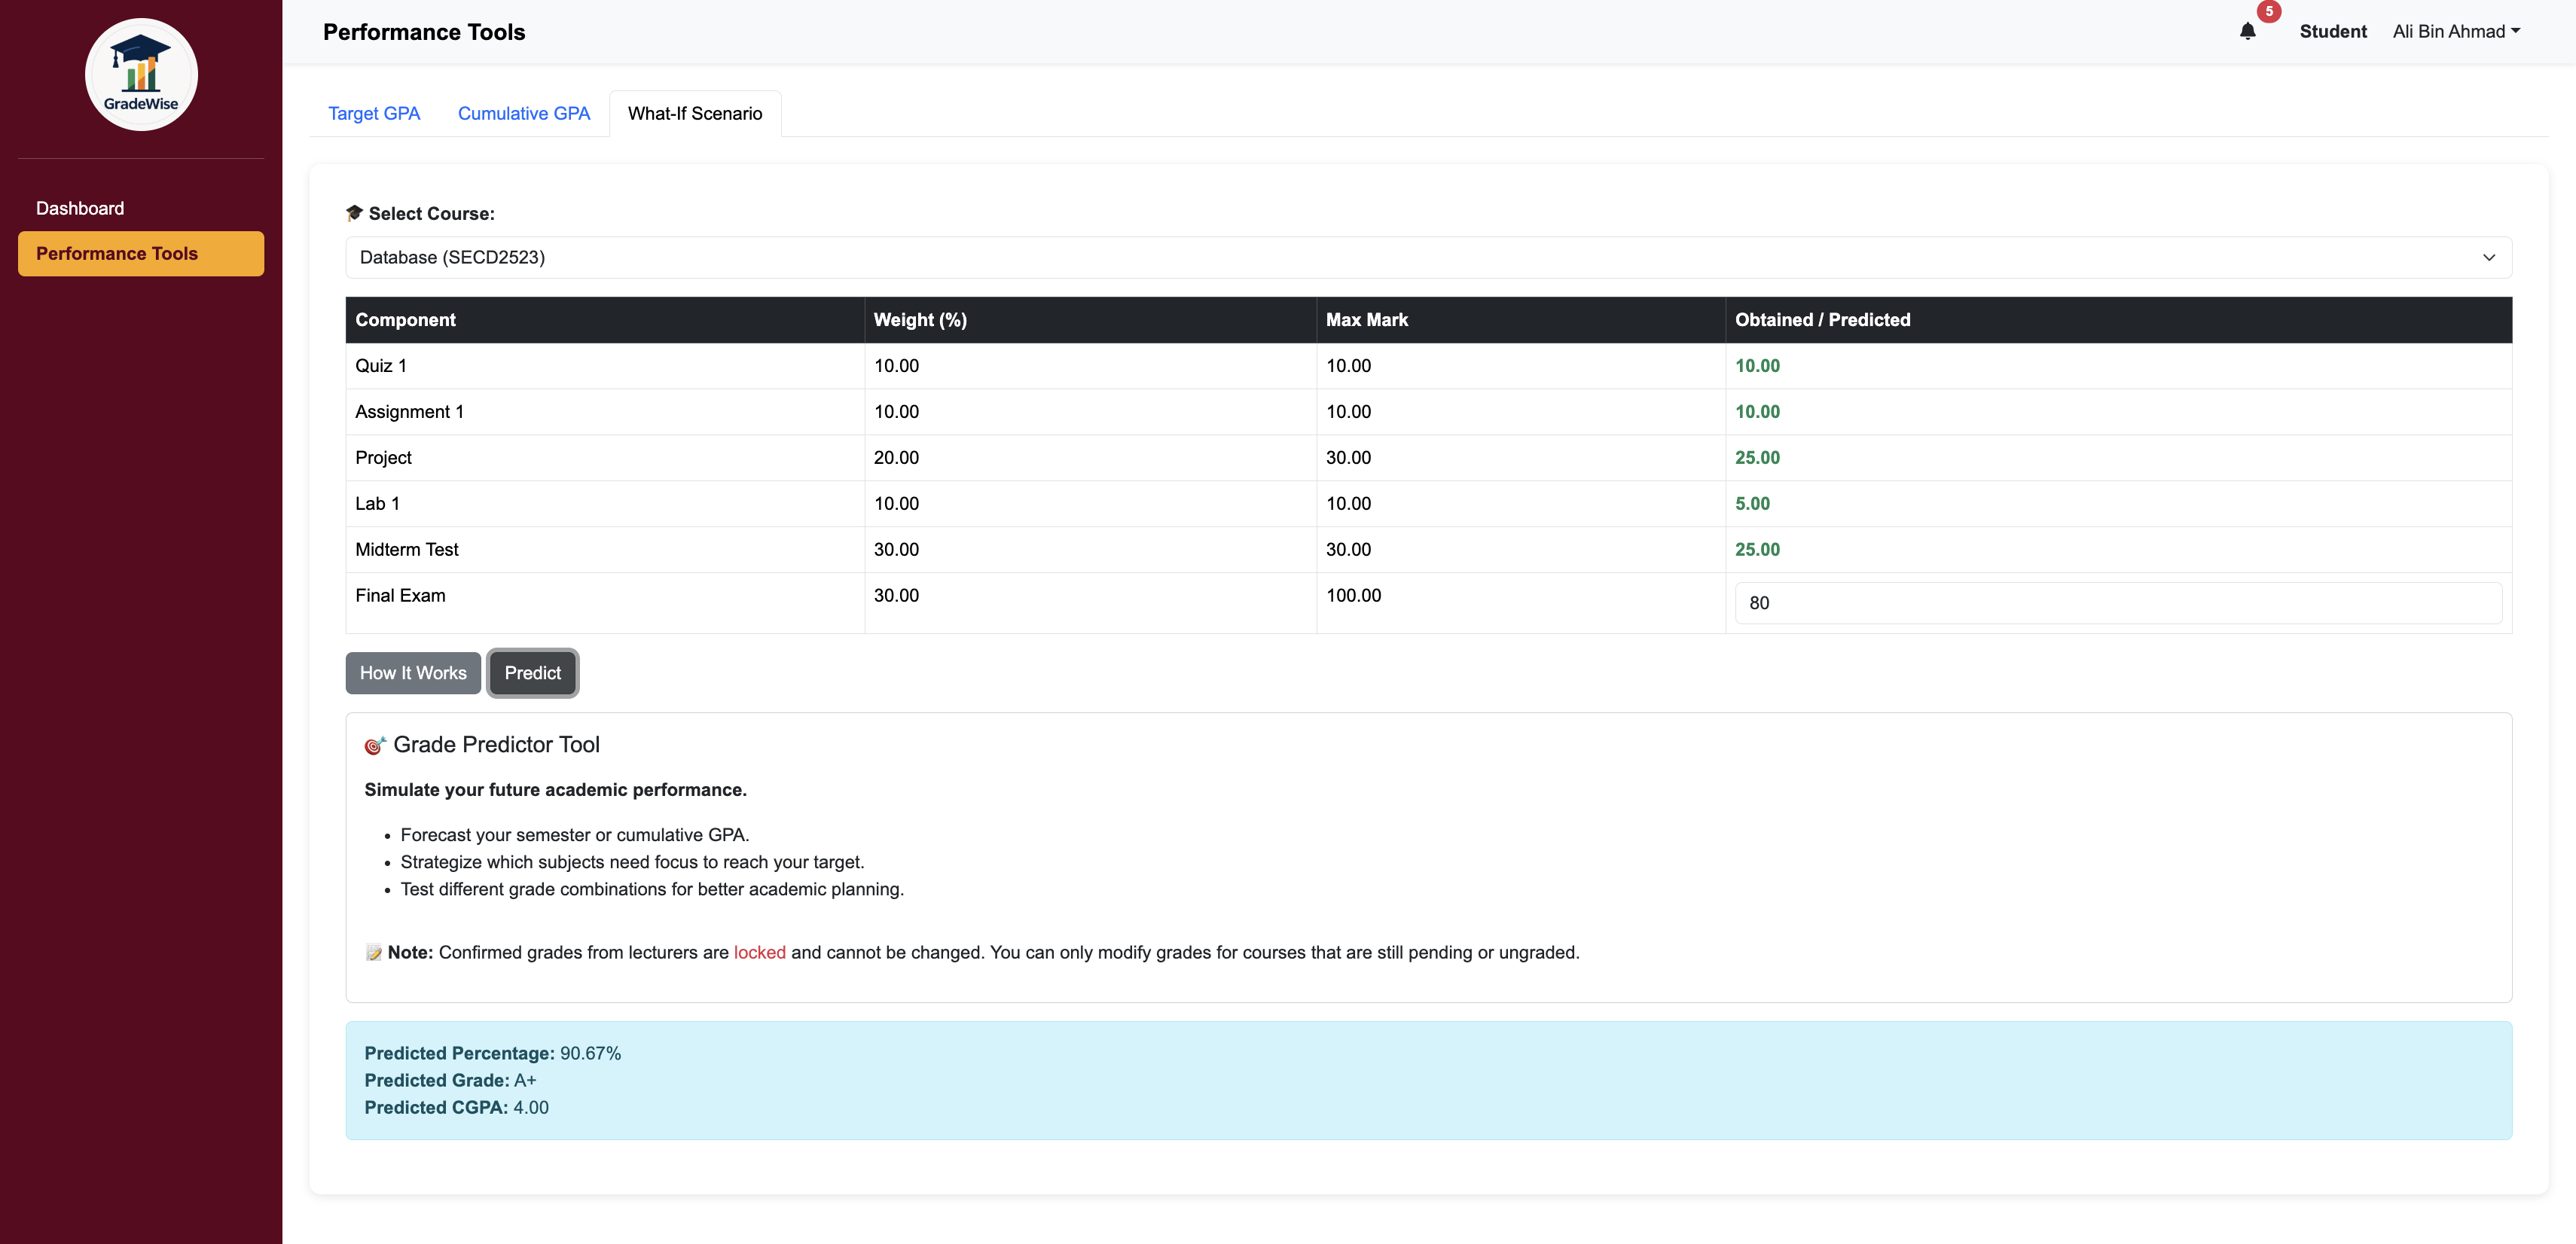 GradeWise
Dashboard
Performance Tools
Performance Tools
5
Student
Ali Bin Ahmad
Target GPA
Cumulative GPA
What-If Scenario
Select Course:
Database (SECD2523)
Component Weight (%) Max Mark Obtained / Predicted
Quiz 1 10.00 10.00 10.00
Assignment 1 10.00 10.00 10.00
Project 20.00 30.00 25.00
Lab 1 10.00 10.00 5.00
Midterm Test 30.00 30.00 25.00
Final Exam 30.00 100.00 80
How It Works
Predict
Grade Predictor Tool
Simulate your future academic performance.
Forecast your semester or cumulative GPA.
Strategize which subjects need focus to reach your target.
Test different grade combinations for better academic planning.
Note: Confirmed grades from lecturers are locked and cannot be changed. You can only modify grades for courses that are still pending or ungraded.
Predicted Percentage: 90.67%
Predicted Grade: A+
Predicted CGPA: 4.00